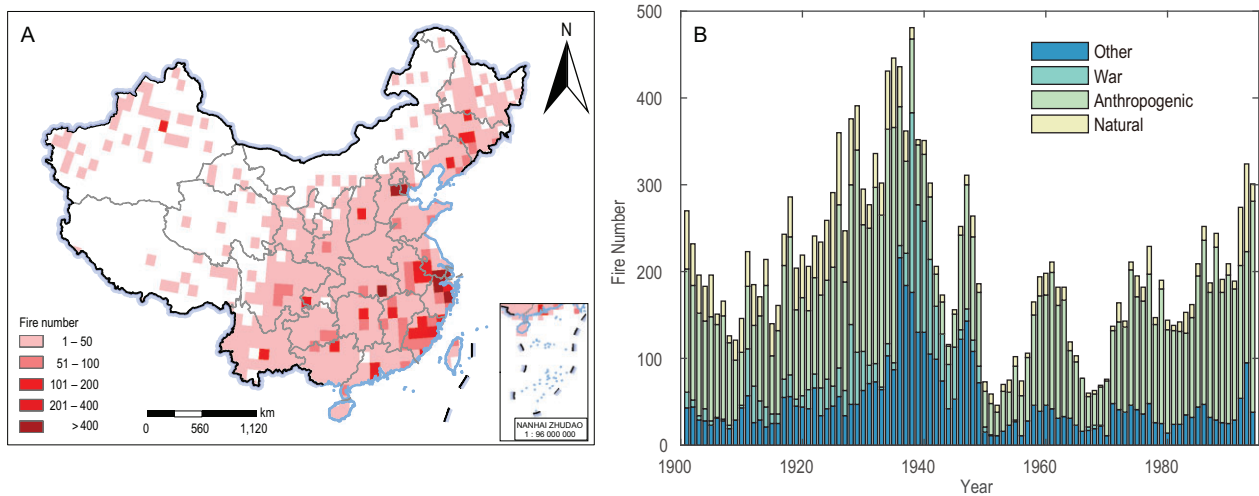 A
N
Fire number
1 – 50
51 – 100
101 – 200
201 – 400
> 400
km
0 560 1,120
NANHAI ZHUDAO
1 : 96 000 000
B
Other
War
Anthropogenic
Natural
500
400
300
200
100
0
Fire Number
1900 1920 1940 1960 1980
Year